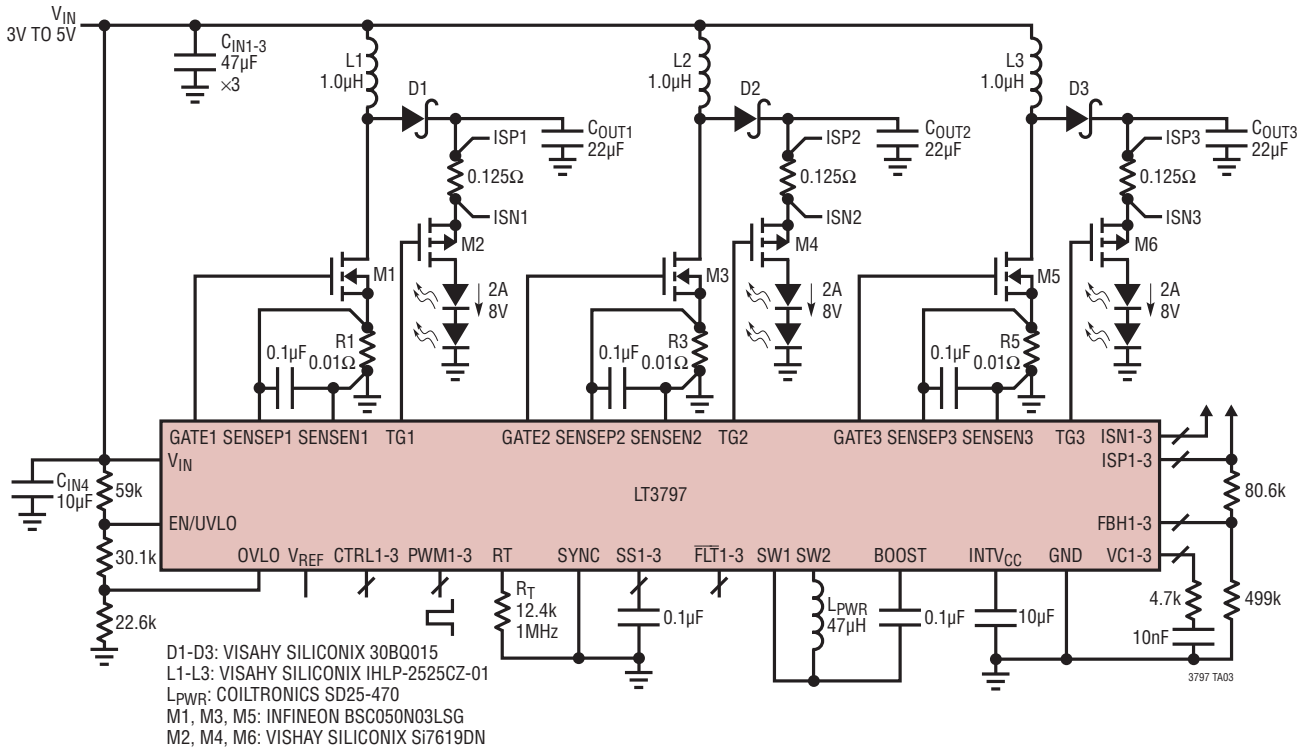 VIN
3V TO 5V
CIN1-3
47µF
×3
L1
1.0µH
D1
ISP1
COUT1
22µF
0.125Ω
ISN1
M2
M1
2A
8V
R1
0.01Ω
0.1µF
L2
1.0µH
D2
ISP2
COUT2
22µF
0.125Ω
ISN2
M4
M3
2A
8V
R3
0.01Ω
0.1µF
L3
1.0µH
D3
ISP3
COUT3
22µF
0.125Ω
ISN3
M6
M5
2A
8V
R5
0.01Ω
0.1µF
GATE1 SENSEP1 SENSEN1 TG1 GATE2 SENSEP2 SENSEN2 TG2 GATE3 SENSEP3 SENSEN3 TG3 ISN1-3
VIN
ISP1-3
CIN4
10µF
59k
LT3797
80.6k
EN/UVLO
FBH1-3
30.1k
OVLO VREF CTRL1-3 PWM1-3 RT SYNC SS1-3 FLT1-3 SW1 SW2 BOOST INTVCC GND VC1-3
22.6k
RT
12.4k
1MHz
0.1µF
LPWR
47µH
0.1µF
10µF
4.7k
499k
10nF
3797 TA03
D1-D3: VISAHY SILICONIX 30BQ015
L1-L3: VISAHY SILICONIX IHLP-2525CZ-01
LPWR: COILTRONICS SD25-470
M1, M3, M5: INFINEON BSC050N03LSG
M2, M4, M6: VISHAY SILICONIX Si7619DN